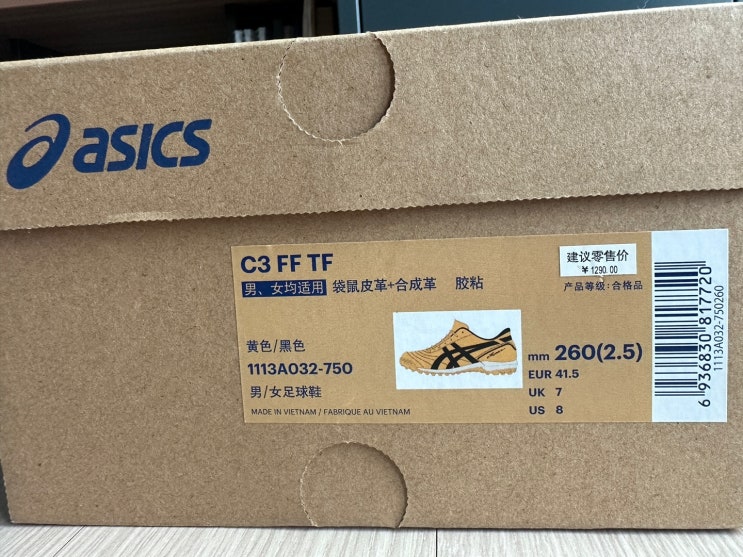 asics
C3 FF TF
男、女均适用 袋鼠皮革+合成革 胶粘
建议零售价
¥ 1290.00
产品等级:合格品
黄色/黑色
1113A032-750
男/女足球鞋
MADE IN VIETNAM / FABRIQUE AU VIETNAM
mm 260(2.5)
EUR 41.5
UK 7
US 8
6 936830 817720
1113A032-750260